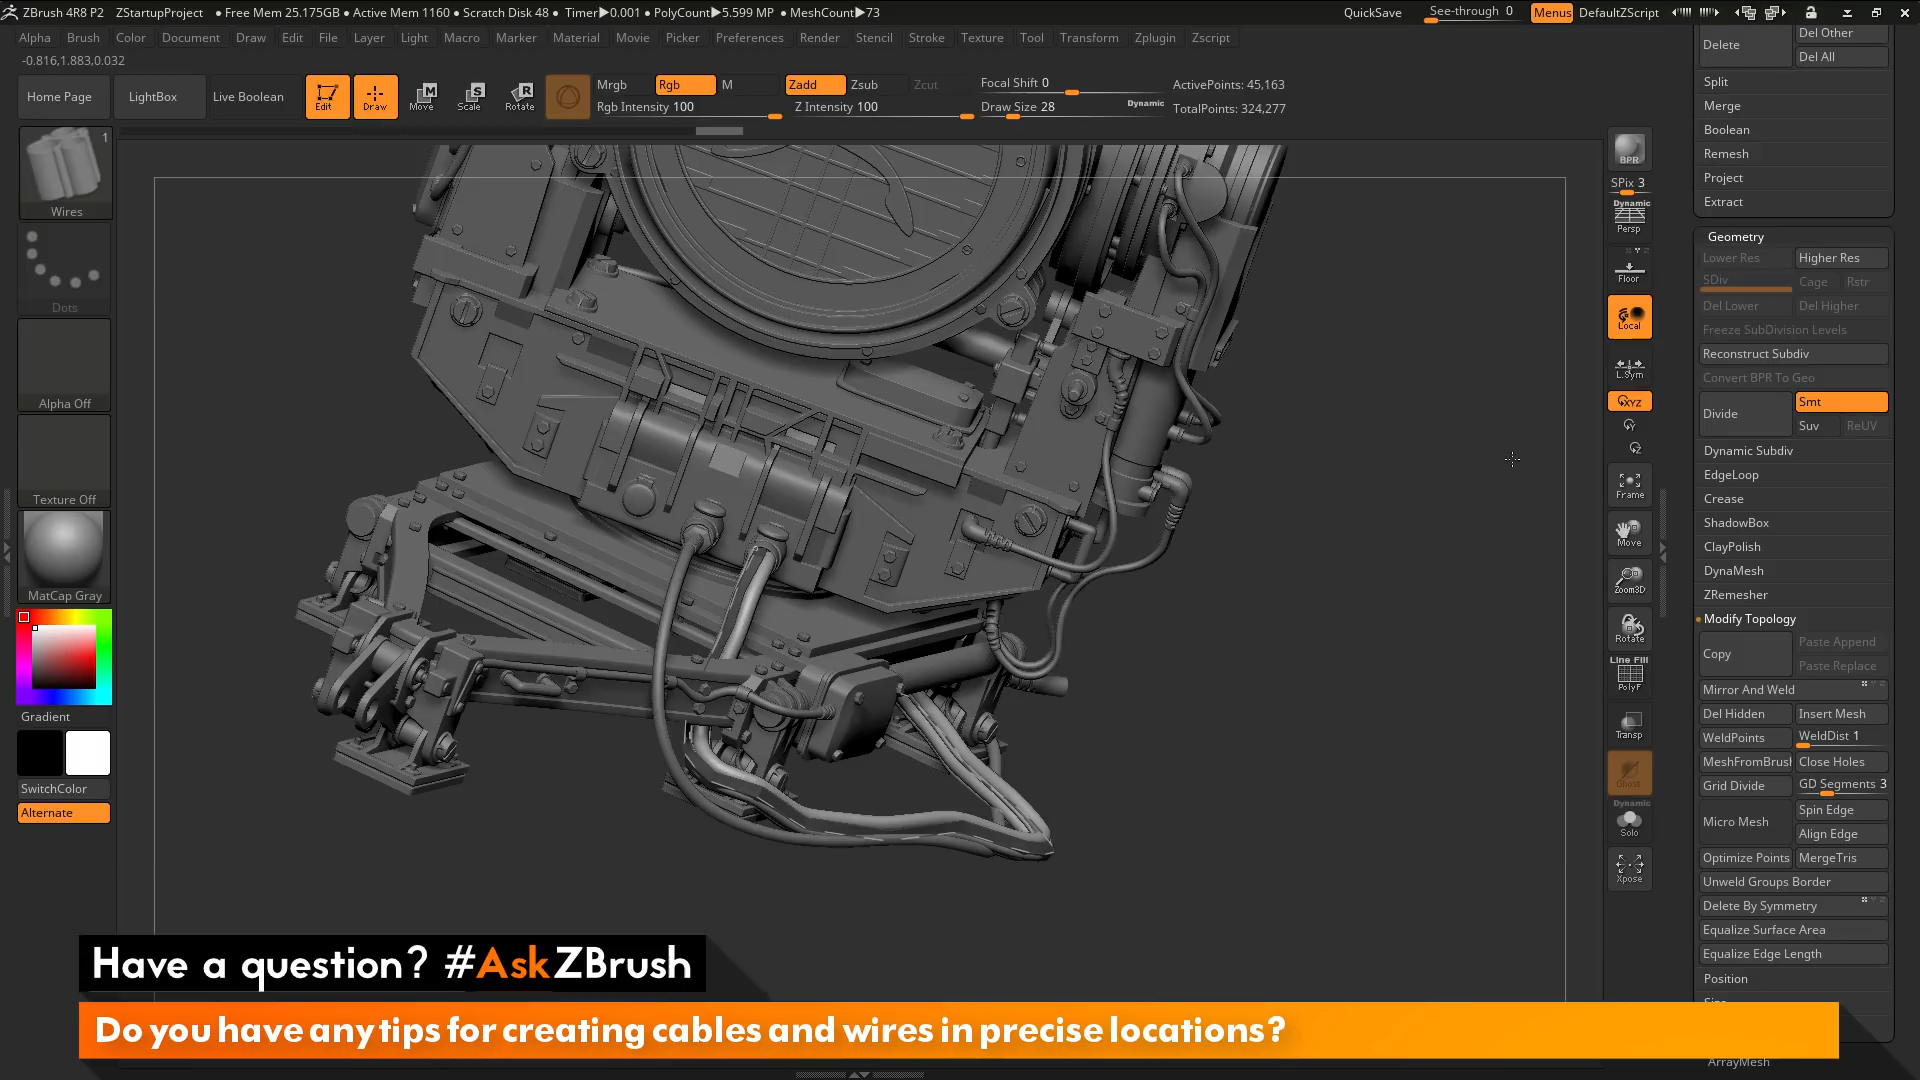 ZBrush 4R8 P2 ZStartupProject • Free Mem 25.175GB • Active Mem 1160 • Scratch Disk 48 • Timer▶0.001 • PolyCount▶5.599 MP • MeshCount▶73 QuickSave See-through 0 Menus DefaultZScript
Alpha Brush Color Document Draw Edit File Layer Light Macro Marker Material Movie Picker Preferences Render Stencil Stroke Texture Tool Transform Zplugin Zscript
-0.816,1.883,0.032
Home Page LightBox Live Boolean Edit Draw Move Scale Rotate
Mrgb Rgb M Zadd Zsub Zcut Focal Shift 0 ActivePoints: 45,163
Rgb Intensity 100 Z Intensity 100 Draw Size 28 Dynamic TotalPoints: 324,277
1
Wires
Dots
Alpha Off
Texture Off
MatCap Gray
Gradient
SwitchColor
Alternate
BPR
SPix 3
Dynamic
Persp
Floor
Local
L.Sym
XYZ
Y
Z
Frame
Move
Zoom3D
Rotate
Line Fill
PolyF
Transp
Ghost
Dynamic
Solo
Xpose
Delete Del Other
Del All
Split
Merge
Boolean
Remesh
Project
Extract
Geometry
Lower Res Higher Res
SDiv Cage Rstr
Del Lower Del Higher
Freeze SubDivision Levels
Reconstruct Subdiv
Convert BPR To Geo
Divide Smt
Suv ReUV
Dynamic Subdiv
EdgeLoop
Crease
ShadowBox
ClayPolish
DynaMesh
ZRemesher
Modify Topology
Copy Paste Append
Paste Replace
Mirror And Weld
Del Hidden Insert Mesh
WeldPoints WeldDist 1
MeshFromBrush Close Holes
Grid Divide GD Segments 3
Micro Mesh Spin Edge
Align Edge
Optimize Points MergeTris
Unweld Groups Border
Delete By Symmetry
Equalize Surface Area
Equalize Edge Length
Position
ArrayMesh
Have a question? #AskZBrush
Do you have any tips for creating cables and wires in precise locations?